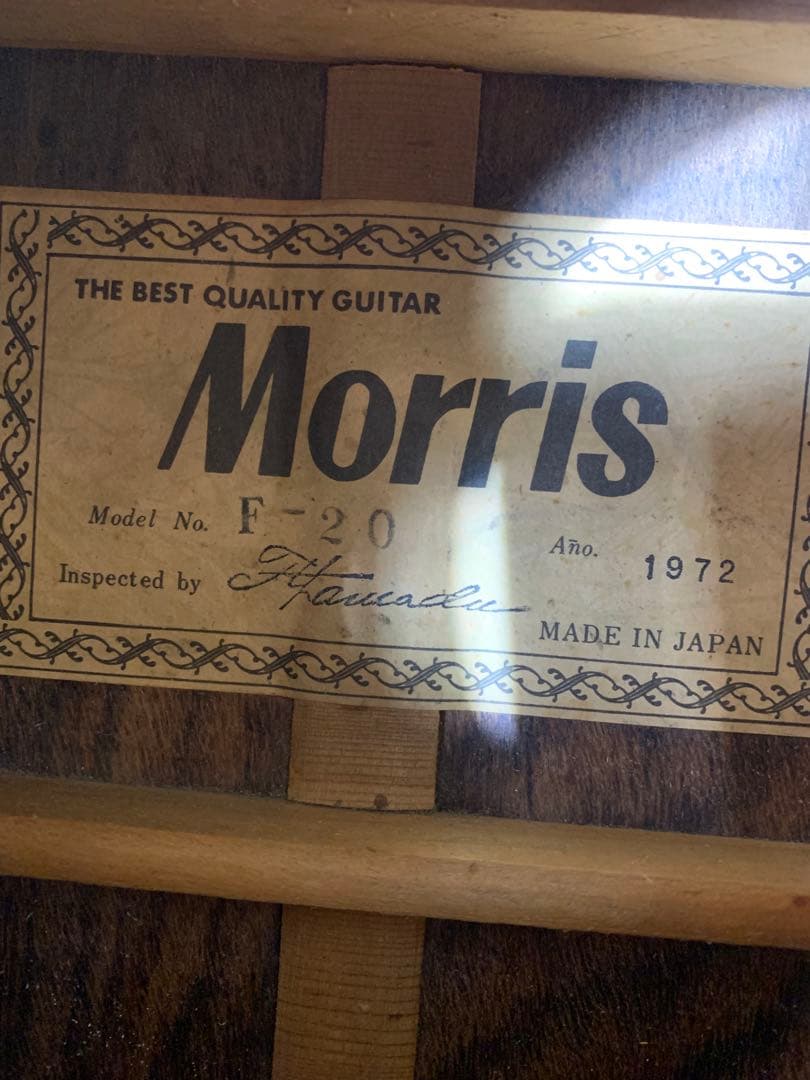 THE BEST QUALITY GUITAR
Morris
Model No. F-20
Año. 1972
Inspected by
MADE IN JAPAN